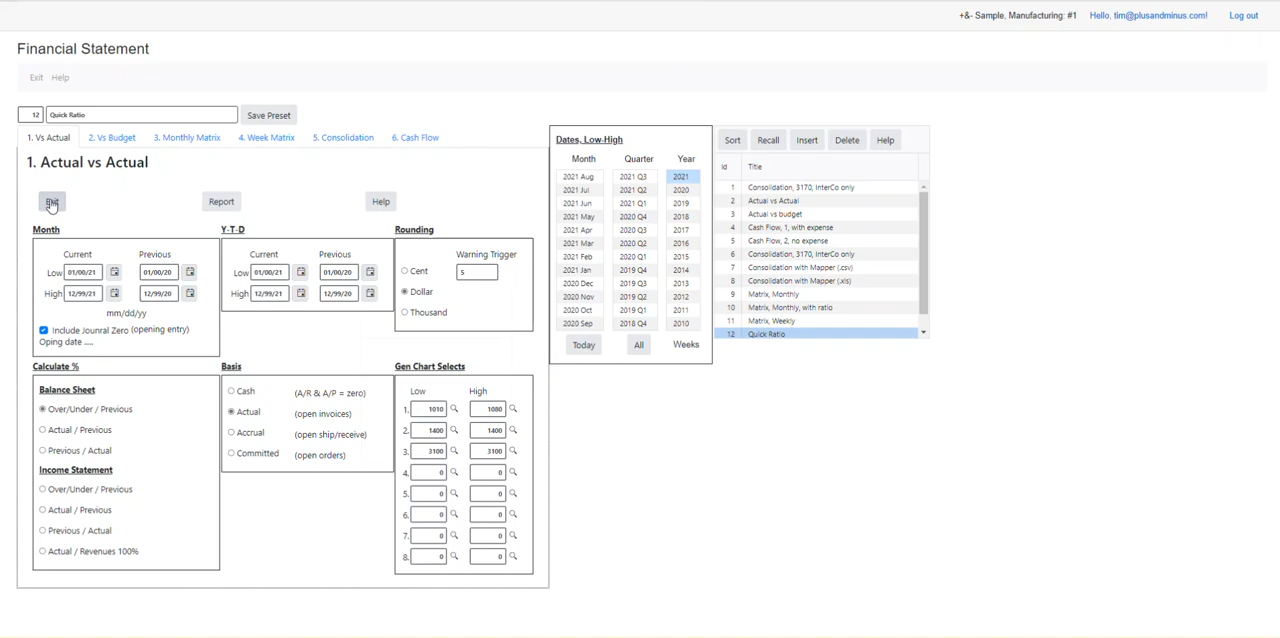 +&- Sample, Manufacturing: #1 Hello, tim@plusandminus.com! Log out
Financial Statement
Exit Help
12 Quick Ratio Save Preset
1. Vs Actual 2. Vs Budget 3. Monthly Matrix 4. Week Matrix 5. Consolidation 6. Cash Flow
1. Actual vs Actual
Exit Report Help
Month
Current Previous
Low 01/00/21 01/00/20
High 12/99/21 12/99/20
mm/dd/yy
Include Jounral Zero (opening entry)
Oping date .....
Y-T-D
Current Previous
Low 01/00/21 01/00/20
High 12/99/21 12/99/20
Rounding
Warning Trigger
Cent 5
Dollar
Thousand
Calculate %
Balance Sheet
Over/Under / Previous
Actual / Previous
Previous / Actual
Income Statement
Over/Under / Previous
Actual / Previous
Previous / Actual
Actual / Revenues 100%
Basis
Cash (A/R & A/P = zero)
Actual (open invoices)
Accrual (open ship/receive)
Committed (open orders)
Gen Chart Selects
Low High
1. 1010 1080
2. 1400 1400
3. 3100 3100
4. 0 0
5. 0 0
6. 0 0
7. 0 0
8. 0 0
Dates, Low-High
Month Quarter Year
2021 Aug 2021 Q3 2021
2021 Jul 2021 Q2 2020
2021 Jun 2021 Q1 2019
2021 May 2020 Q4 2018
2021 Apr 2020 Q3 2017
2021 Mar 2020 Q2 2016
2021 Feb 2020 Q1 2015
2021 Jan 2019 Q4 2014
2020 Dec 2019 Q3 2013
2020 Nov 2019 Q2 2012
2020 Oct 2019 Q1 2011
2020 Sep 2018 Q4 2010
Today All Weeks
Sort Recall Insert Delete Help
Id Title
1 Consolidation, 3170, InterCo only
2 Actual vs Actual
3 Actual vs budget
4 Cash Flow, 1, with expense
5 Cash Flow, 2, no expense
6 Consolidation, 3170, InterCo only
7 Consolidation with Mapper (.csv)
8 Consolidation with Mapper (.xls)
9 Matrix, Monthly
10 Matrix, Monthly, with ratio
11 Matrix, Weekly
12 Quick Ratio